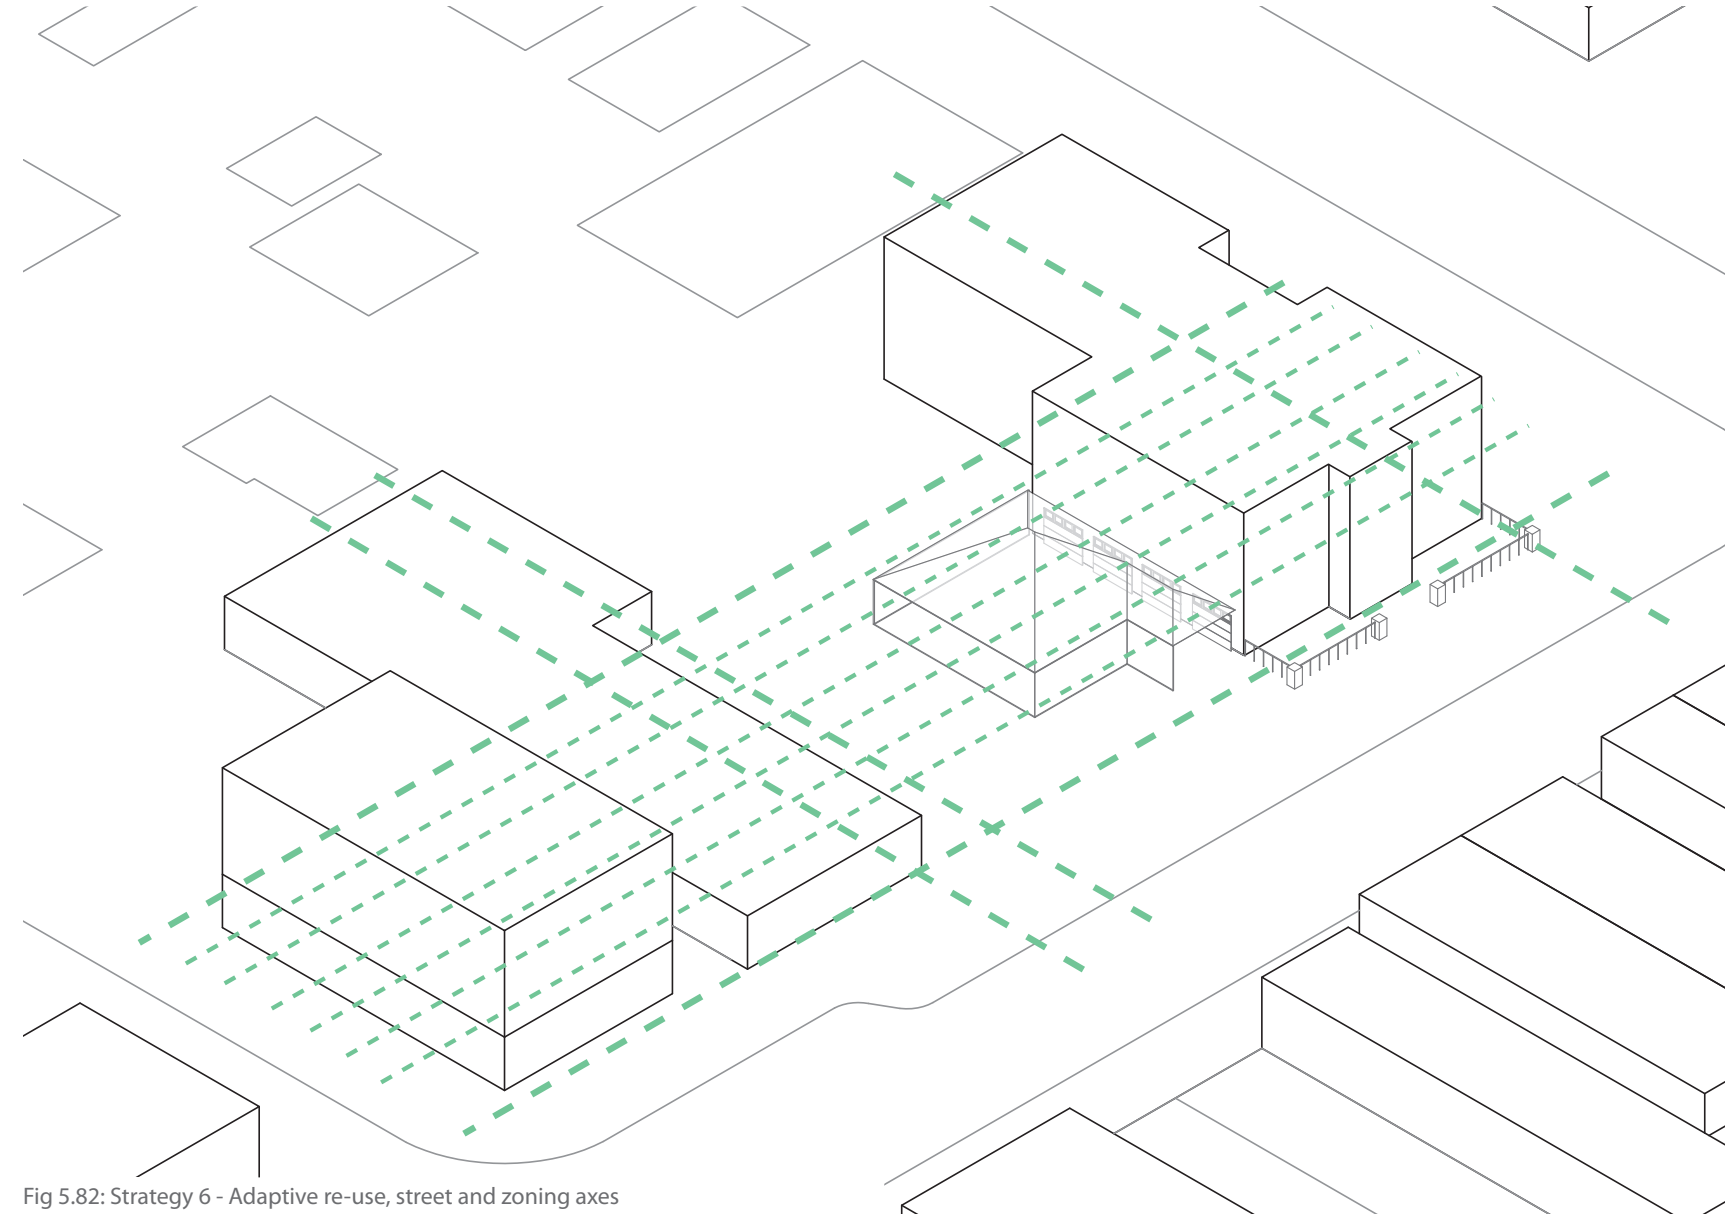 Fig 5.82: Strategy 6 - Adaptive re-use, street and zoning axes